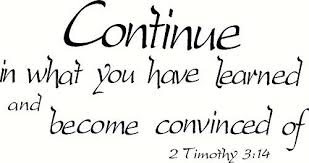 Continue
in what you have learned
and
become convinced of
2 Timothy 3:14